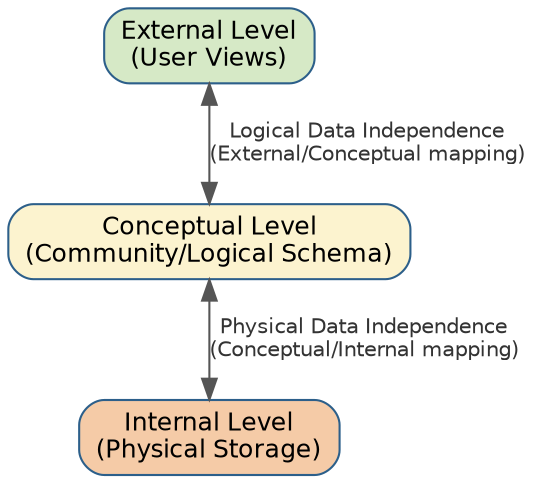 External Level
(User Views)
Logical Data Independence
(External/Conceptual mapping)
Conceptual Level
(Community/Logical Schema)
Physical Data Independence
(Conceptual/Internal mapping)
Internal Level
(Physical Storage)